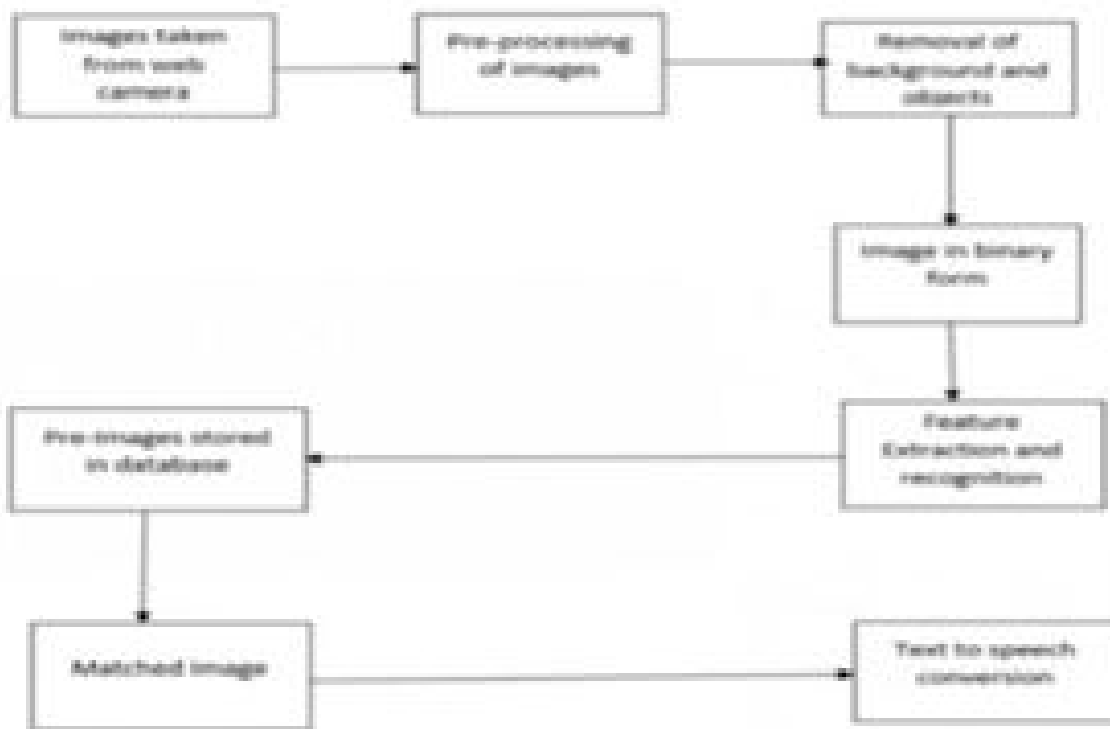 Images taken
from web
camera
Pre-processing
of images
Removal of
background and
objects
Image in binary
form
Feature
Extraction and
recognition
Pre-Images stored
in database
Matched image
Text to speech
conversion